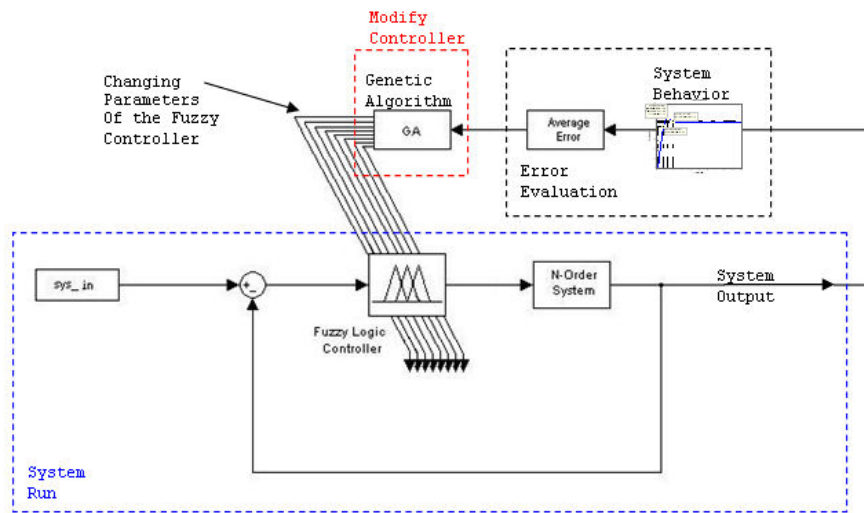 Modify
Controller
Changing
Parameters
Of the Fuzzy
Controller
Genetic
Algorithm
GA
System
Behavior
Average
Error
Error
Evaluation
sys_in
+
-
Fuzzy Logic
Controller
N-Order
System
System
Output
System
Run